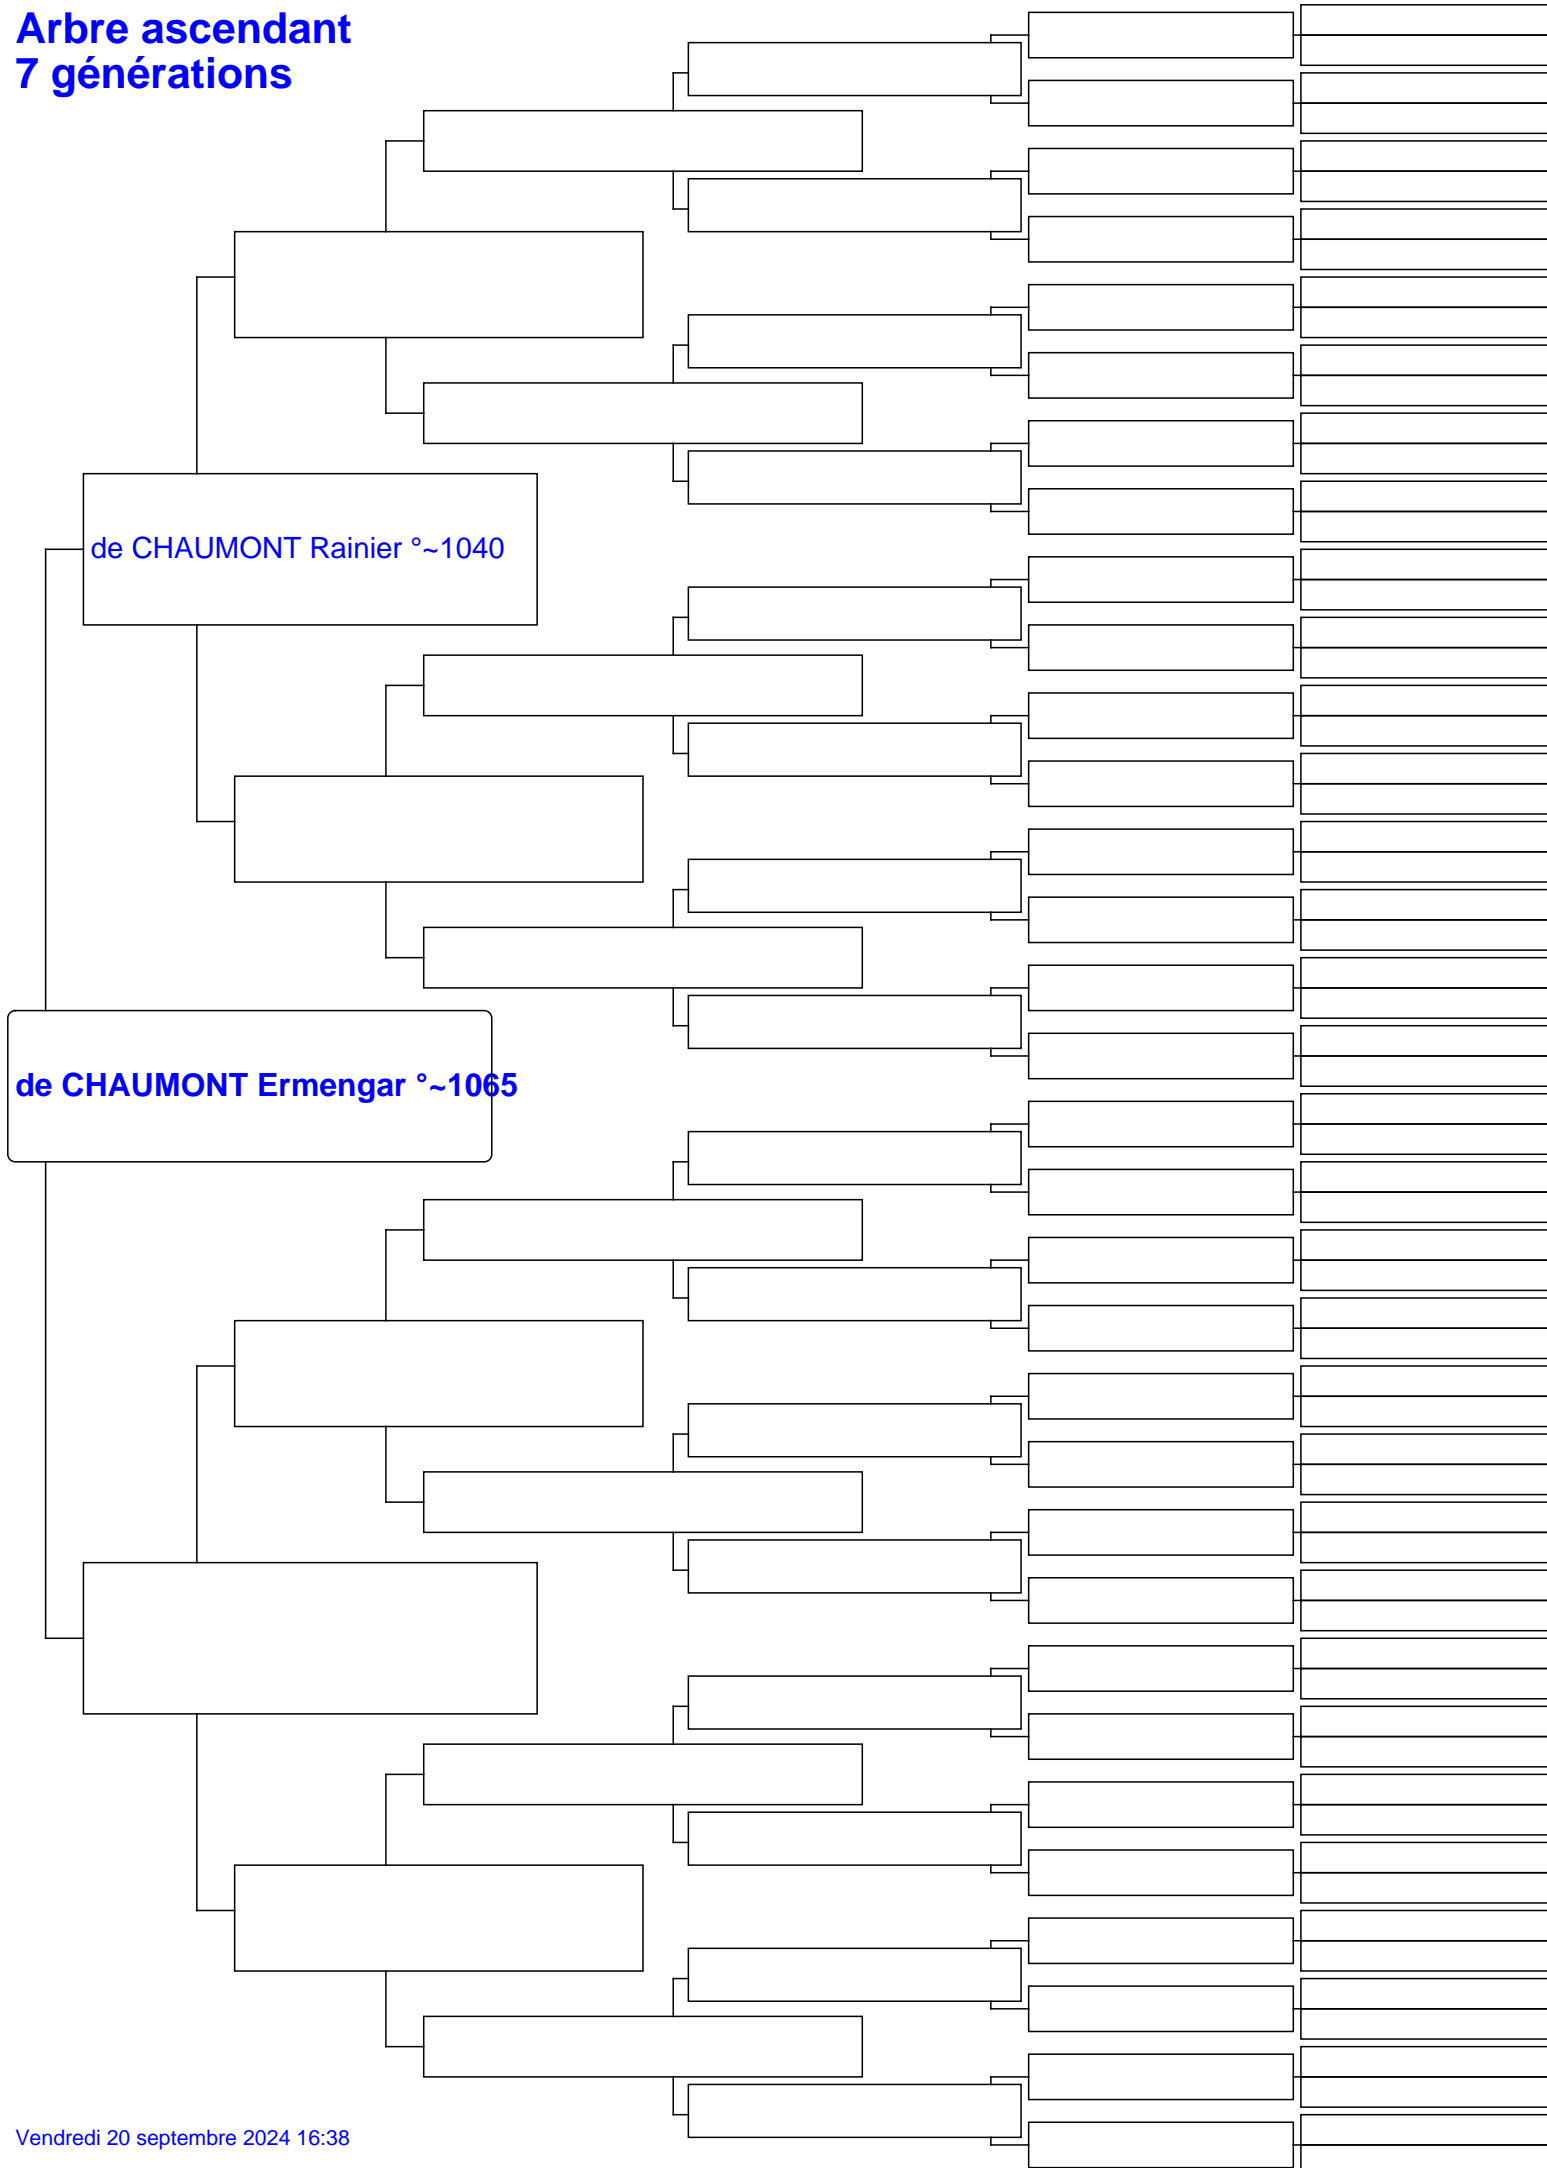 Arbre ascendant
7 générations
de CHAUMONT Rainier °~1040
de CHAUMONT Ermengar °~1065
Vendredi 20 septembre 2024 16:38